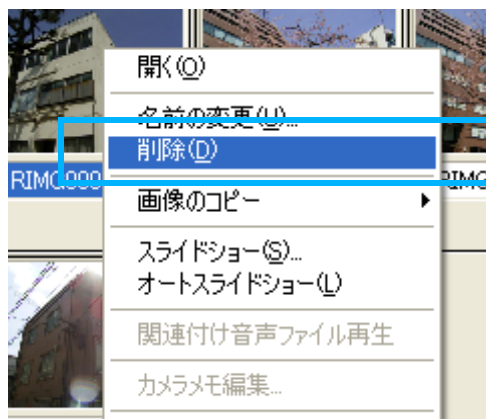 開く(O)
名前の変更(U)...
削除(D)
RIMG000
画像のコピー
RIMG
スライドショー(S)...
オートスライドショー(L)
関連付け音声ファイル再生
カメラメモ編集...